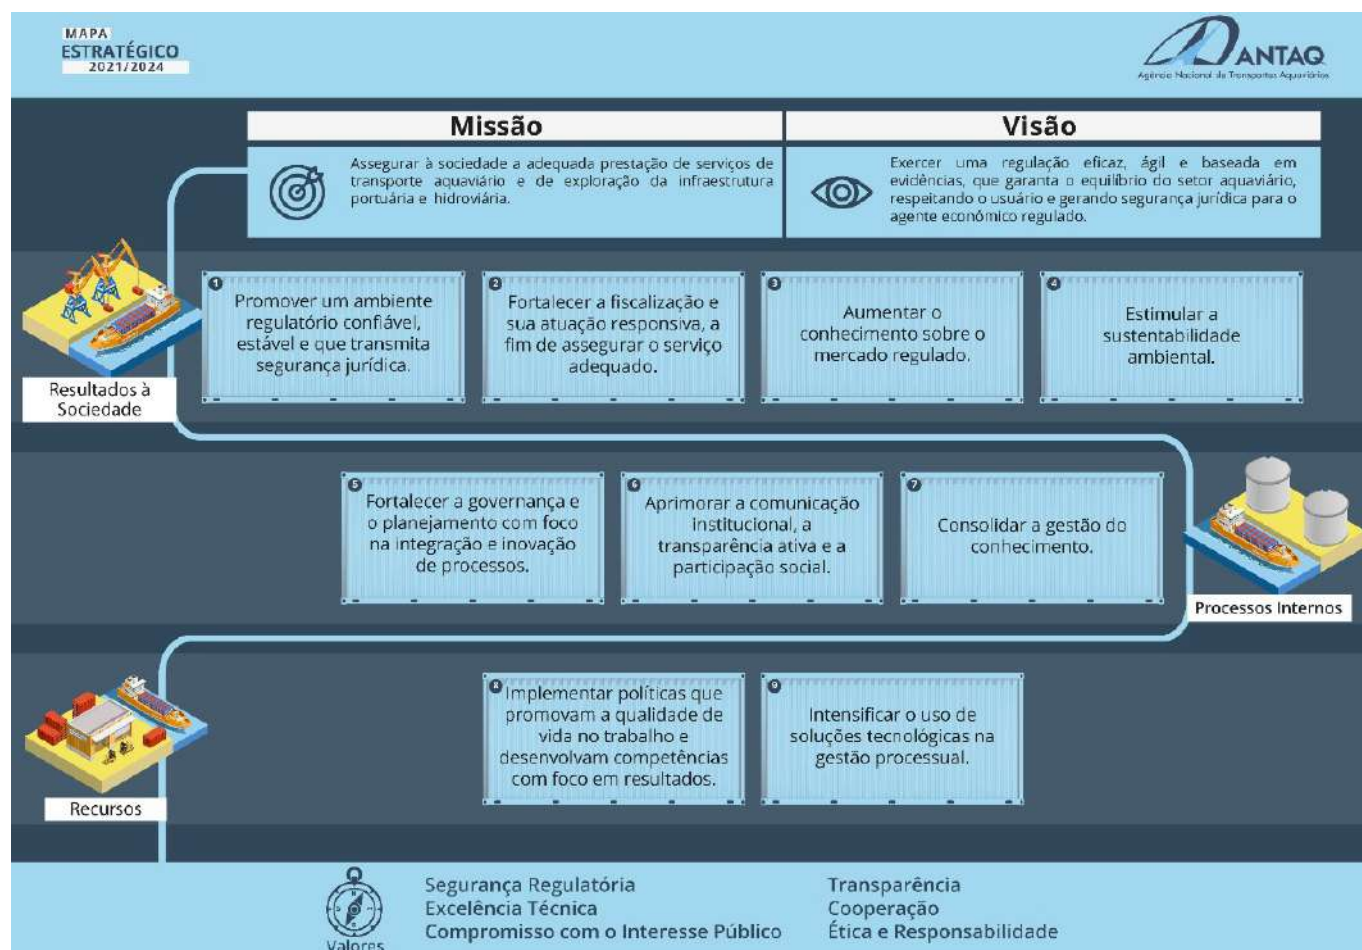 MAPA
ESTRATÉGICO
2021/2024
ANTAQ
Agência Nacional de Transportes Aquaviários
Missão
Assegurar à sociedade a adequada prestação de serviços de
transporte aquaviário e de exploração da infraestrutura
portuária e hidroviária.
Visão
Exercer uma regulação eficaz, ágil e baseada em
evidências, que garanta o equilíbrio do setor aquaviário,
respeitando o usuário e gerando segurança jurídica para o
agente econômico regulado.
Resultados à
Sociedade
1
Promover um ambiente
regulatório confiável,
estável e que transmita
segurança jurídica.
2
Fortalecer a fiscalização e
sua atuação responsiva, a
fim de assegurar o serviço
adequado.
3
Aumentar o
conhecimento sobre o
mercado regulado.
4
Estimular a
sustentabilidade
ambiental.
5
Fortalecer a governança e
o planejamento com foco
na integração e inovação
de processos.
6
Aprimorar a comunicação
institucional, a
transparência ativa e a
participação social.
7
Consolidar a gestão do
conhecimento.
Processos Internos
Recursos
8
Implementar políticas que
promovam a qualidade de
vida no trabalho e
desenvolvam competências
com foco em resultados.
9
Intensificar o uso de
soluções tecnológicas na
gestão processual.
Valores
Segurança Regulatória
Excelência Técnica
Compromisso com o Interesse Público
Transparência
Cooperação
Ética e Responsabilidade